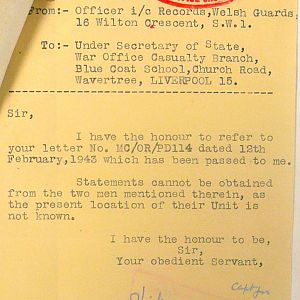 From:- Officer i/c Records,Welsh Guards
16 Wilton Crescent, S.W.1.
To:- Under Secretary of State,
War Office Casualty Branch,
Blue Coat School,Church Road,
Wavertree, LIVERPOOL 15.
Sir,
I have the honour to refer to
your letter No. MC/OR/PD114 dated 12th
February,1943 which has been passed to me.
Statements cannot be obtained
from the two men mentioned therein, as
the present location of their Unit is
not known.
I have the honour to be,
Sir,
Your obedient Servant,